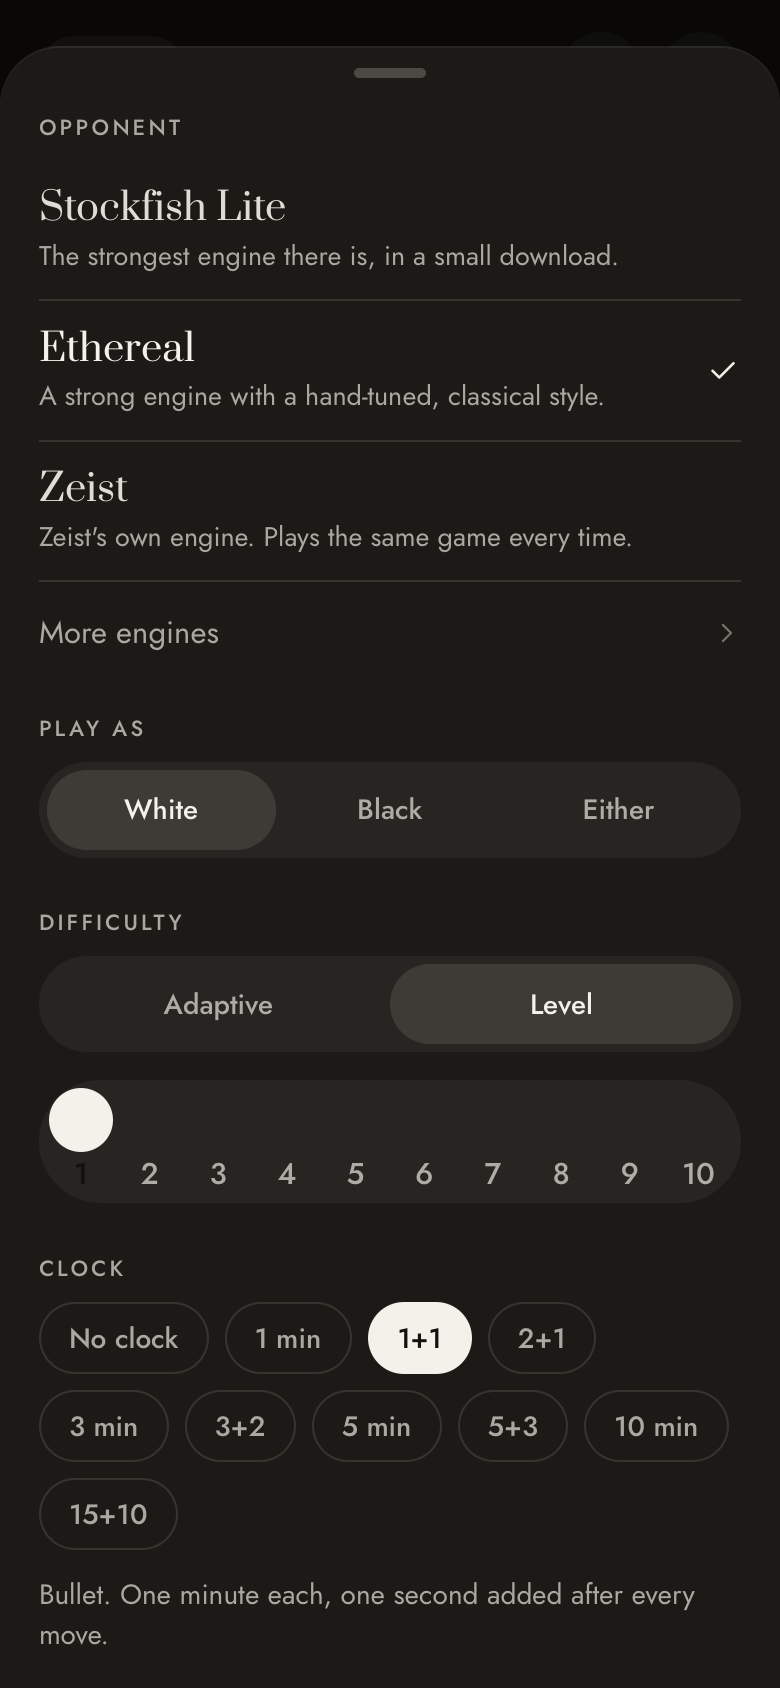 OPPONENT
Stockfish Lite
The strongest engine there is, in a small download.
Ethereal
A strong engine with a hand-tuned, classical style.
Zeist
Zeist's own engine. Plays the same game every time.
More engines
PLAY AS
White Black Either
DIFFICULTY
Adaptive Level
1 2 3 4 5 6 7 8 9 10
CLOCK
No clock 1 min 1+1 2+1
3 min 3+2 5 min 5+3 10 min
15+10
Bullet. One minute each, one second added after every
move.